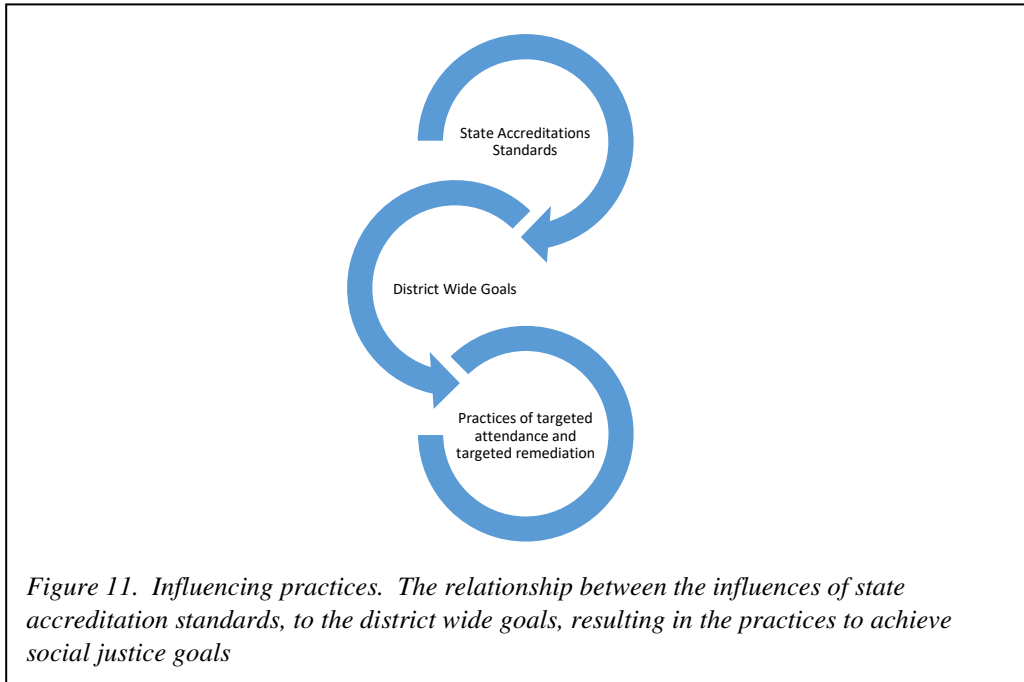 State Accreditations
Standards
District Wide Goals
Practices of targeted
attendance and
targeted remediation
Figure 11.  Influencing practices.  The relationship between the influences of state
accreditation standards, to the district wide goals, resulting in the practices to achieve
social justice goals